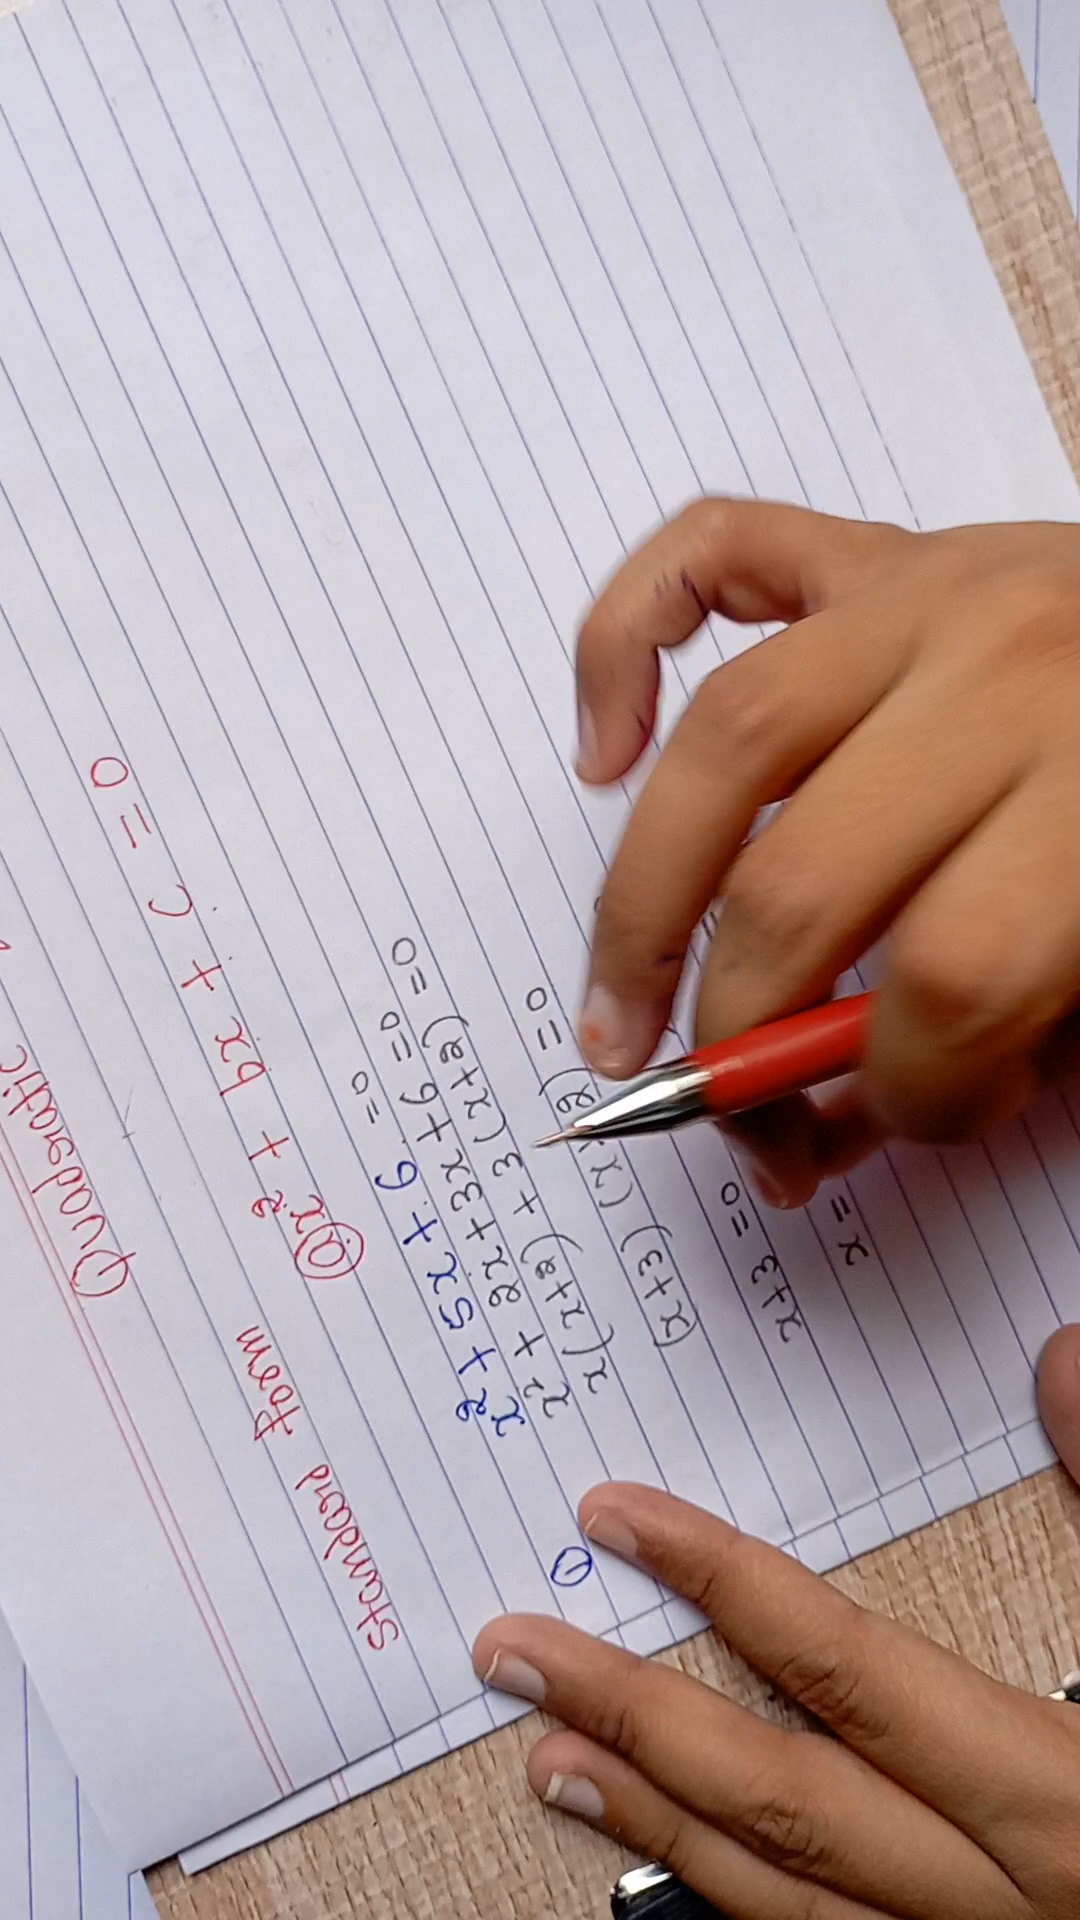 Quadratic
Standard form ax² + bx + c = 0
① x² + 5x + 6 = 0
x² + 2x + 3x + 6 = 0
x(x+2) + 3(x+2) = 0
(x+3) (x 2) = 0
x+3 = 0
x =